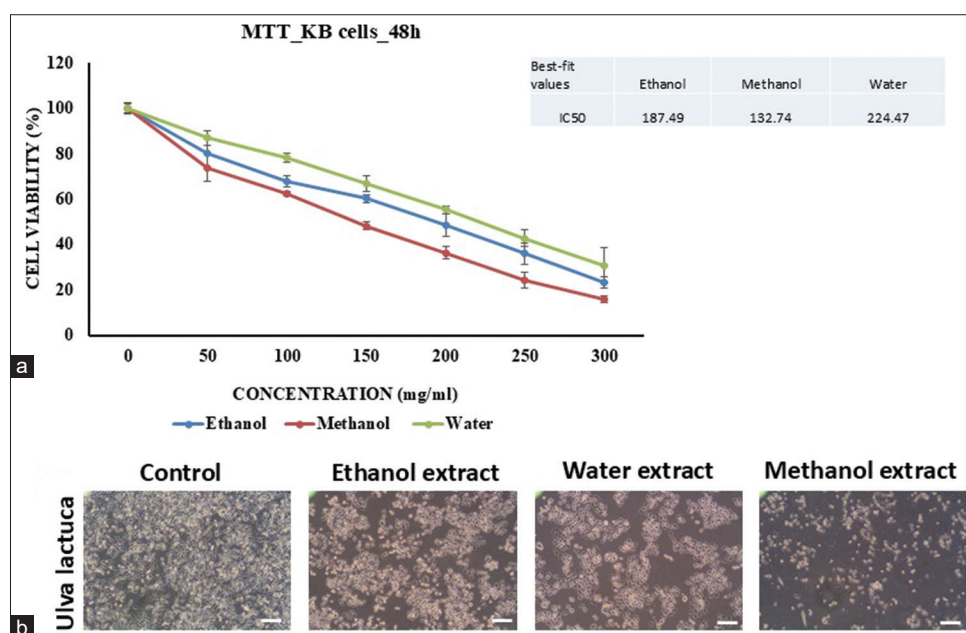 MTT_KB cells_48h
120
100
80
60
40
20
0
CELL VIABILITY (%)
0 50 100 150 200 250 300
CONCENTRATION (mg/ml)
Ethanol Methanol Water
Best-fit
values Ethanol Methanol Water
IC50 187.49 132.74 224.47
a
Control Ethanol extract Water extract Methanol extract
Ulva lactuca
b